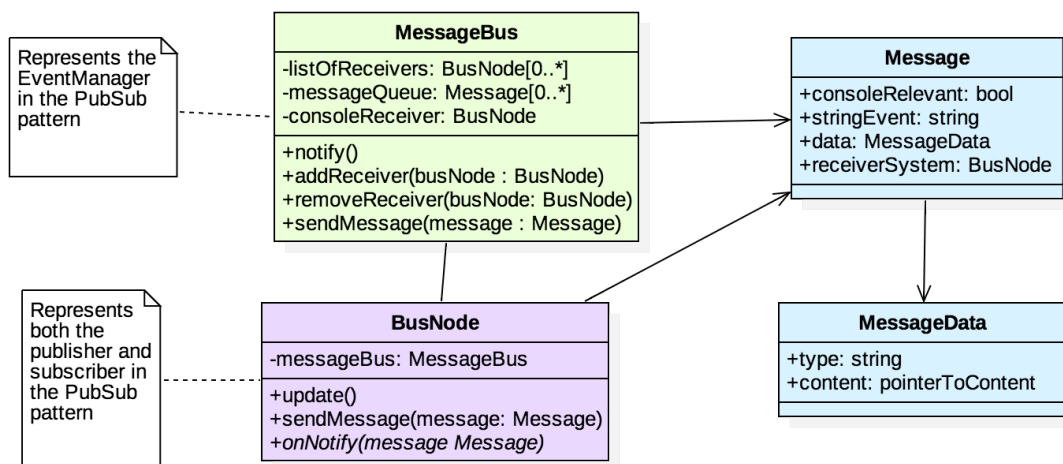 Represents the
EventManager
in the PubSub
pattern
MessageBus
-listOfReceivers: BusNode[0..*]
-messageQueue: Message[0..*]
-consoleReceiver: BusNode
+notify()
+addReceiver(busNode : BusNode)
+removeReceiver(busNode: BusNode)
+sendMessage(message : Message)
Message
+consoleRelevant: bool
+stringEvent: string
+data: MessageData
+receiverSystem: BusNode
Represents
both the
publisher and
subscriber in
the PubSub
pattern
BusNode
-messageBus: MessageBus
+update()
+sendMessage(message: Message)
+onNotify(message Message)
MessageData
+type: string
+content: pointerToContent